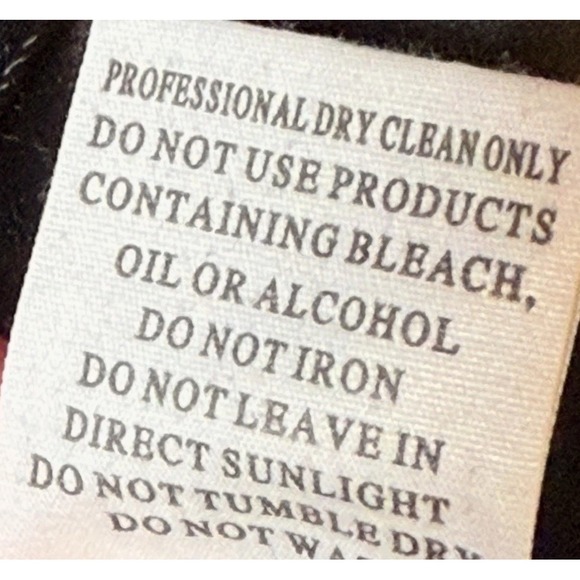 PROFESSIONAL DRY CLEAN ONLY
DO NOT USE PRODUCTS
CONTAINING BLEACH,
OIL OR ALCOHOL
DO NOT IRON
DO NOT LEAVE IN
DIRECT SUNLIGHT
DO NOT TUMBLE DRY
DO NOT